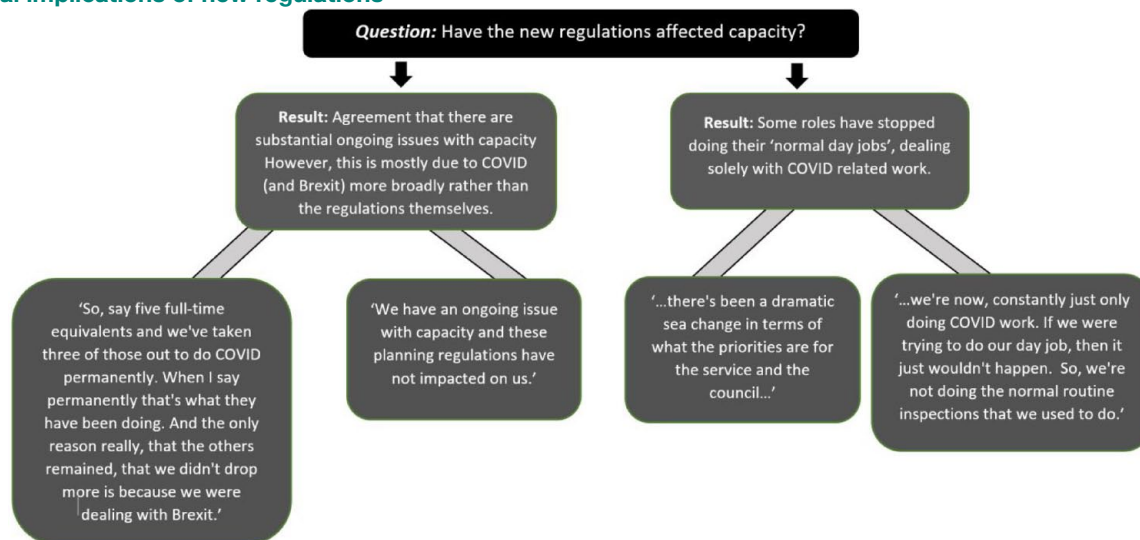 al implications of new regulations
Question: Have the new regulations affected capacity?
Result: Agreement that there are
substantial ongoing issues with capacity
However, this is mostly due to COVID
(and Brexit) more broadly rather than
the regulations themselves.
Result: Some roles have stopped
doing their ‘normal day jobs’, dealing
solely with COVID related work.
‘So, say five full-time
equivalents and we've taken
three of those out to do COVID
permanently. When I say
permanently that's what they
have been doing. And the only
reason really, that the others
remained, that we didn't drop
more is because we were
dealing with Brexit.’
‘We have an ongoing issue
with capacity and these
planning regulations have
not impacted on us.’
‘...there's been a dramatic
sea change in terms of
what the priorities are for
the service and the
council...’
‘...we're now, constantly just only
doing COVID work. If we were
trying to do our day job, then it
just wouldn't happen.  So, we're
not doing the normal routine
inspections that we used to do.’